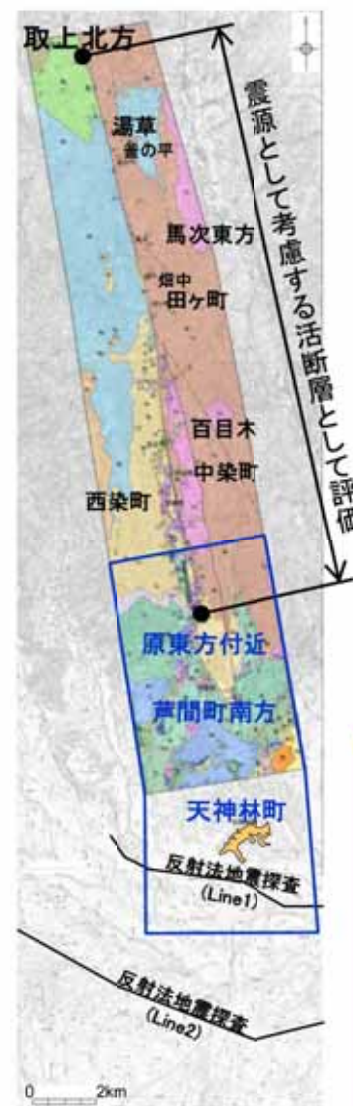 取上北方
湯草
釜の平
馬次東方
畑中
田ヶ町
震源として考慮する活断層として評価
百目木
中染町
西染町
原東方付近
芦間町南方
天神林町
反射法地震探査
(Line1)
反射法地震探査
(Line2)
0 2km